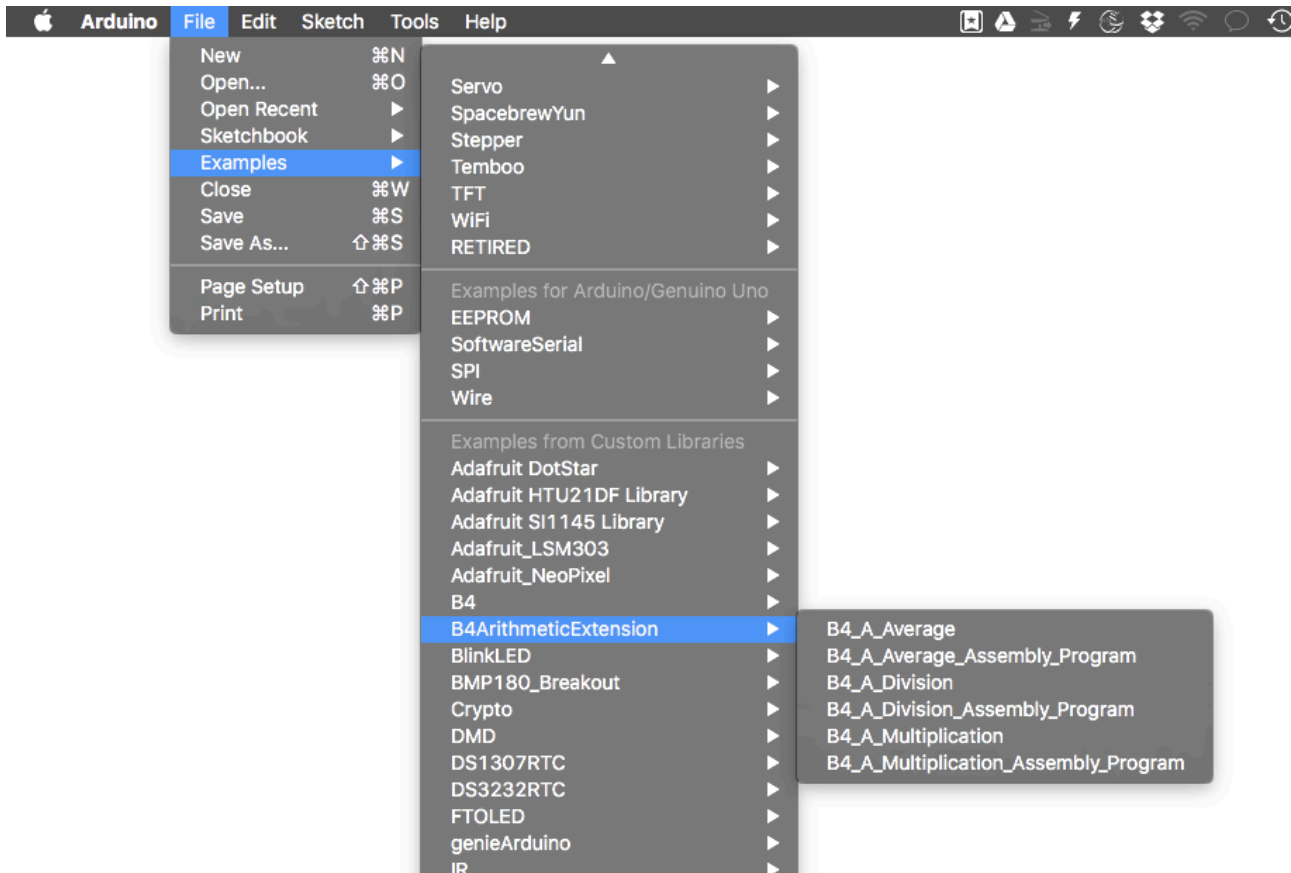 Arduino File Edit Sketch Tools Help
New ⌘N
Open... ⌘O
Open Recent
Sketchbook
Examples
Close ⌘W
Save ⌘S
Save As... ⇧⌘S
Page Setup ⇧⌘P
Print ⌘P
Servo
SpacebrewYun
Stepper
Temboo
TFT
WiFi
RETIRED
Examples for Arduino/Genuino Uno
EEPROM
SoftwareSerial
SPI
Wire
Examples from Custom Libraries
Adafruit DotStar
Adafruit HTU21DF Library
Adafruit SI1145 Library
Adafruit_LSM303
Adafruit_NeoPixel
B4
B4ArithmeticExtension
BlinkLED
BMP180_Breakout
Crypto
DMD
DS1307RTC
DS3232RTC
FTOLED
genieArduino
IR
B4_A_Average
B4_A_Average_Assembly_Program
B4_A_Division
B4_A_Division_Assembly_Program
B4_A_Multiplication
B4_A_Multiplication_Assembly_Program